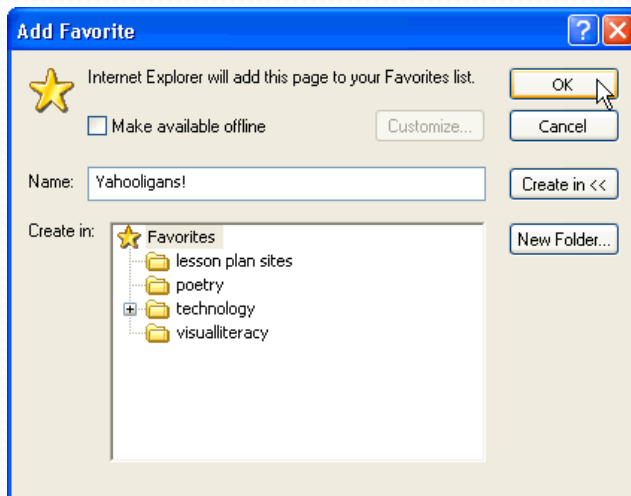 Add Favorite
Internet Explorer will add this page to your Favorites list.
OK
Make available offline
Customize...
Cancel
Name:
Yahooligans!
Create in <<
Create in:
Favorites
New Folder...
lesson plan sites
poetry
technology
visualliteracy